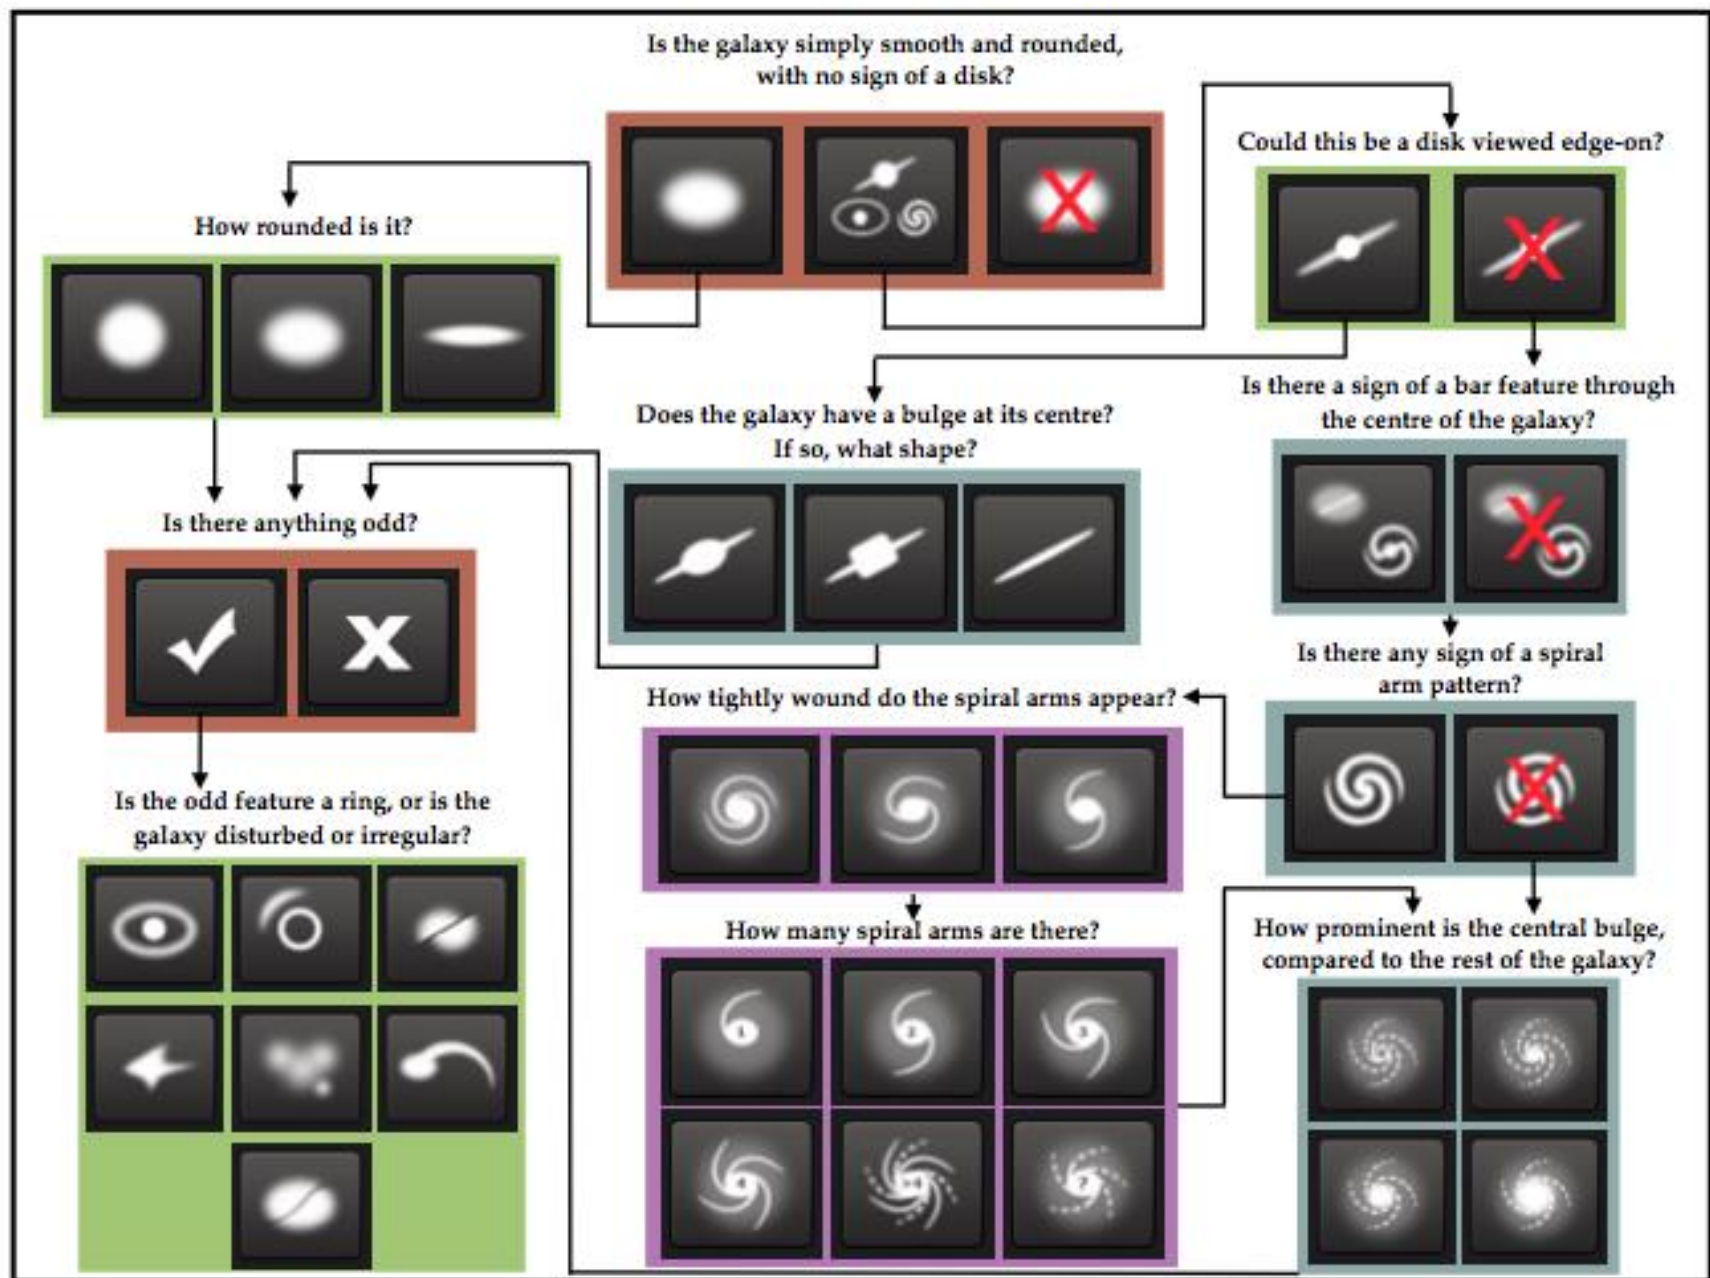 Is the galaxy simply smooth and rounded,
with no sign of a disk?
Could this be a disk viewed edge-on?
How rounded is it?
Is there a sign of a bar feature through
the centre of the galaxy?
Does the galaxy have a bulge at its centre?
If so, what shape?
Is there anything odd?
Is there any sign of a spiral
arm pattern?
How tightly wound do the spiral arms appear?
Is the odd feature a ring, or is the
galaxy disturbed or irregular?
How many spiral arms are there?
1
2
3
4
?
How prominent is the central bulge,
compared to the rest of the galaxy?